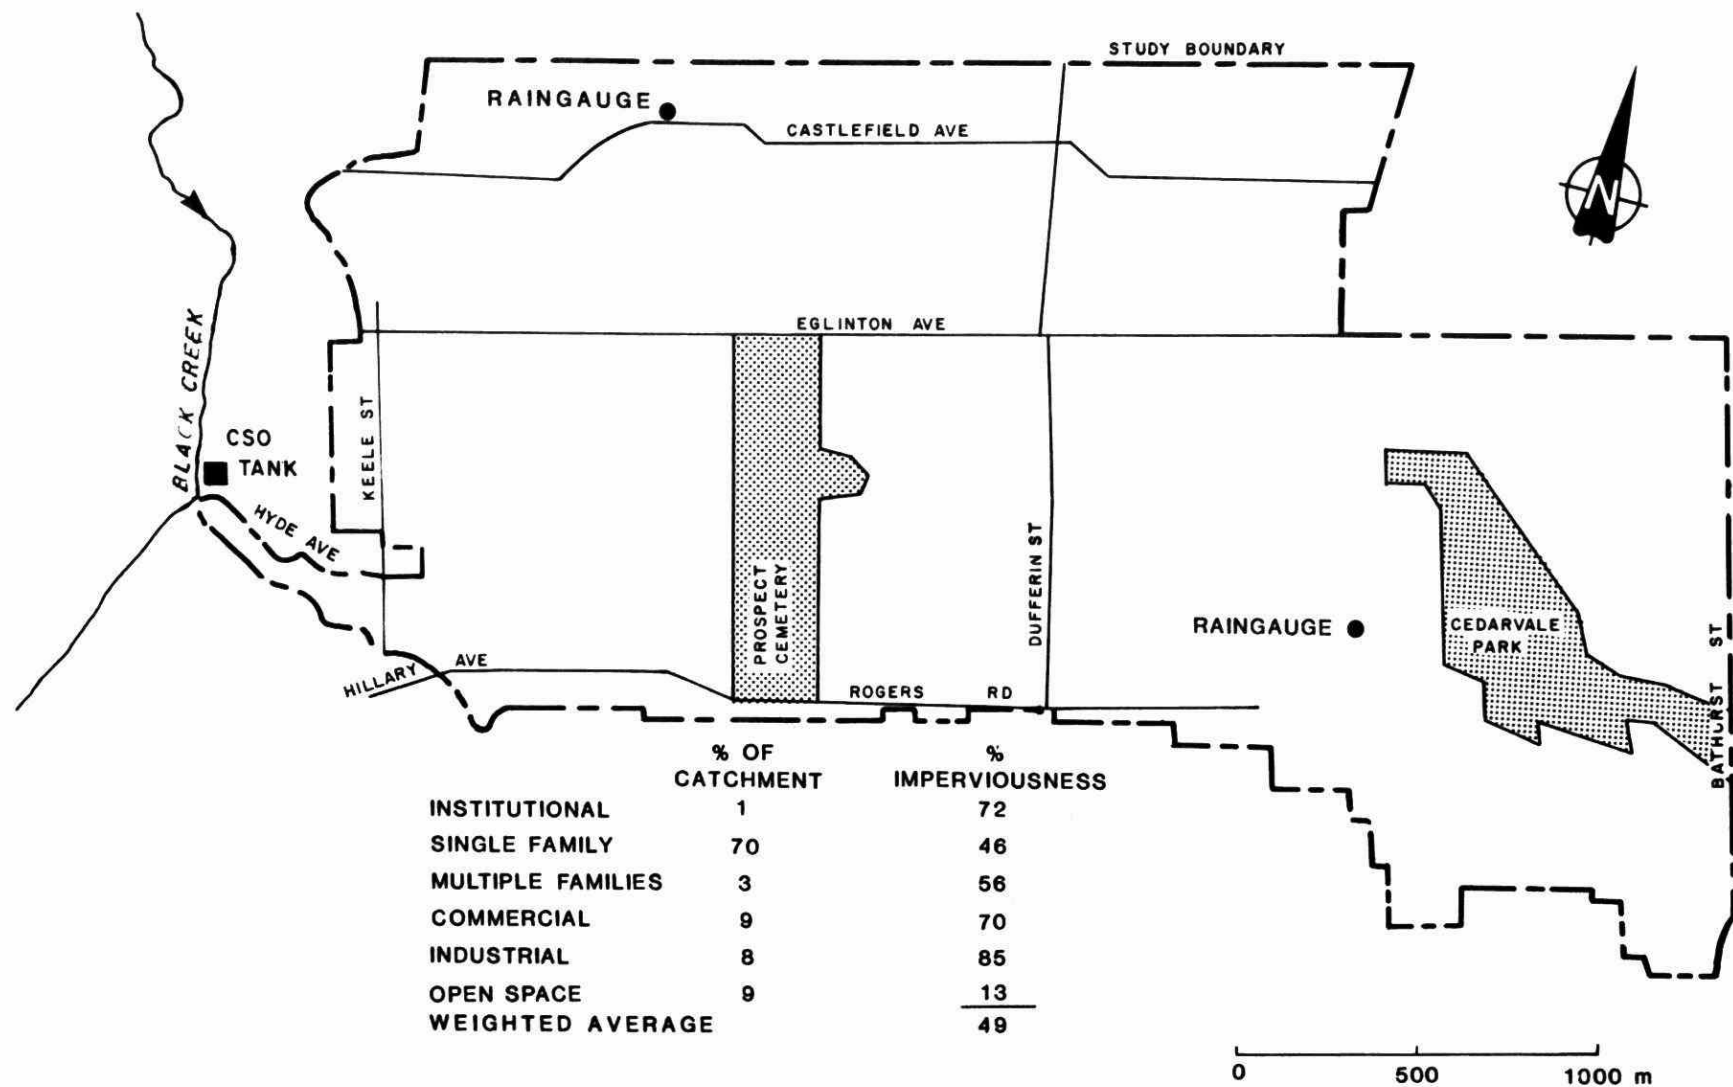 STUDY BOUNDARY
RAINGAUGE
CASTLEFIELD AVE
N
EGLINTON AVE
BLACK CREEK
KEELE ST
CSO
TANK
HYDE AVE
PROSPECT
CEMETERY
DUFFERIN ST
RAINGAUGE
CEDARVALE
PARK
BATHURST ST
HILLARY AVE
ROGERS RD
% OF CATCHMENT % IMPERVIOUSNESS
INSTITUTIONAL 1 72
SINGLE FAMILY 70 46
MULTIPLE FAMILIES 3 56
COMMERCIAL 9 70
INDUSTRIAL 8 85
OPEN SPACE 9 13
WEIGHTED AVERAGE 49
0 500 1000 m